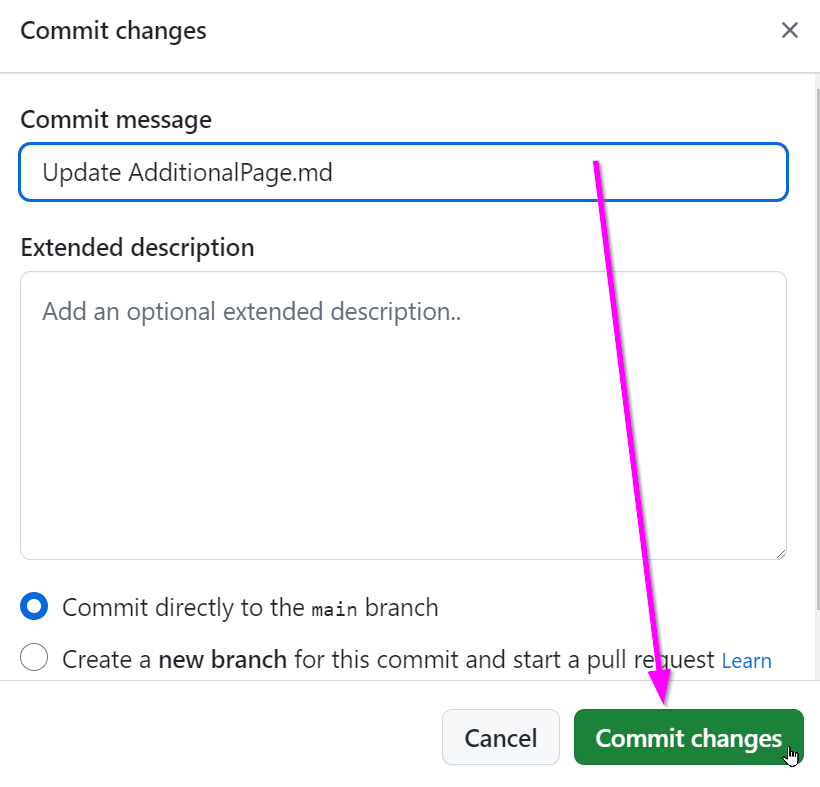 Commit changes
Commit message
Update AdditionalPage.md
Extended description
Add an optional extended description..
Commit directly to the main branch
Create a new branch for this commit and start a pull request Learn
Cancel
Commit changes